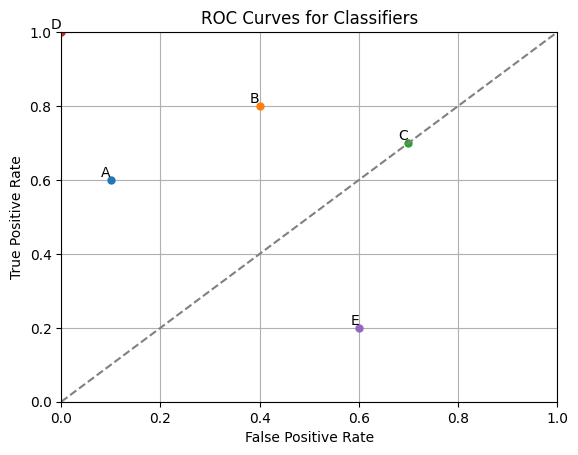 ROC Curves for Classifiers
D
1.0
B
0.8
C
A
0.6
True Positive Rate
0.4
E
0.2
0.0
0.0 0.2 0.4 0.6 0.8 1.0
False Positive Rate